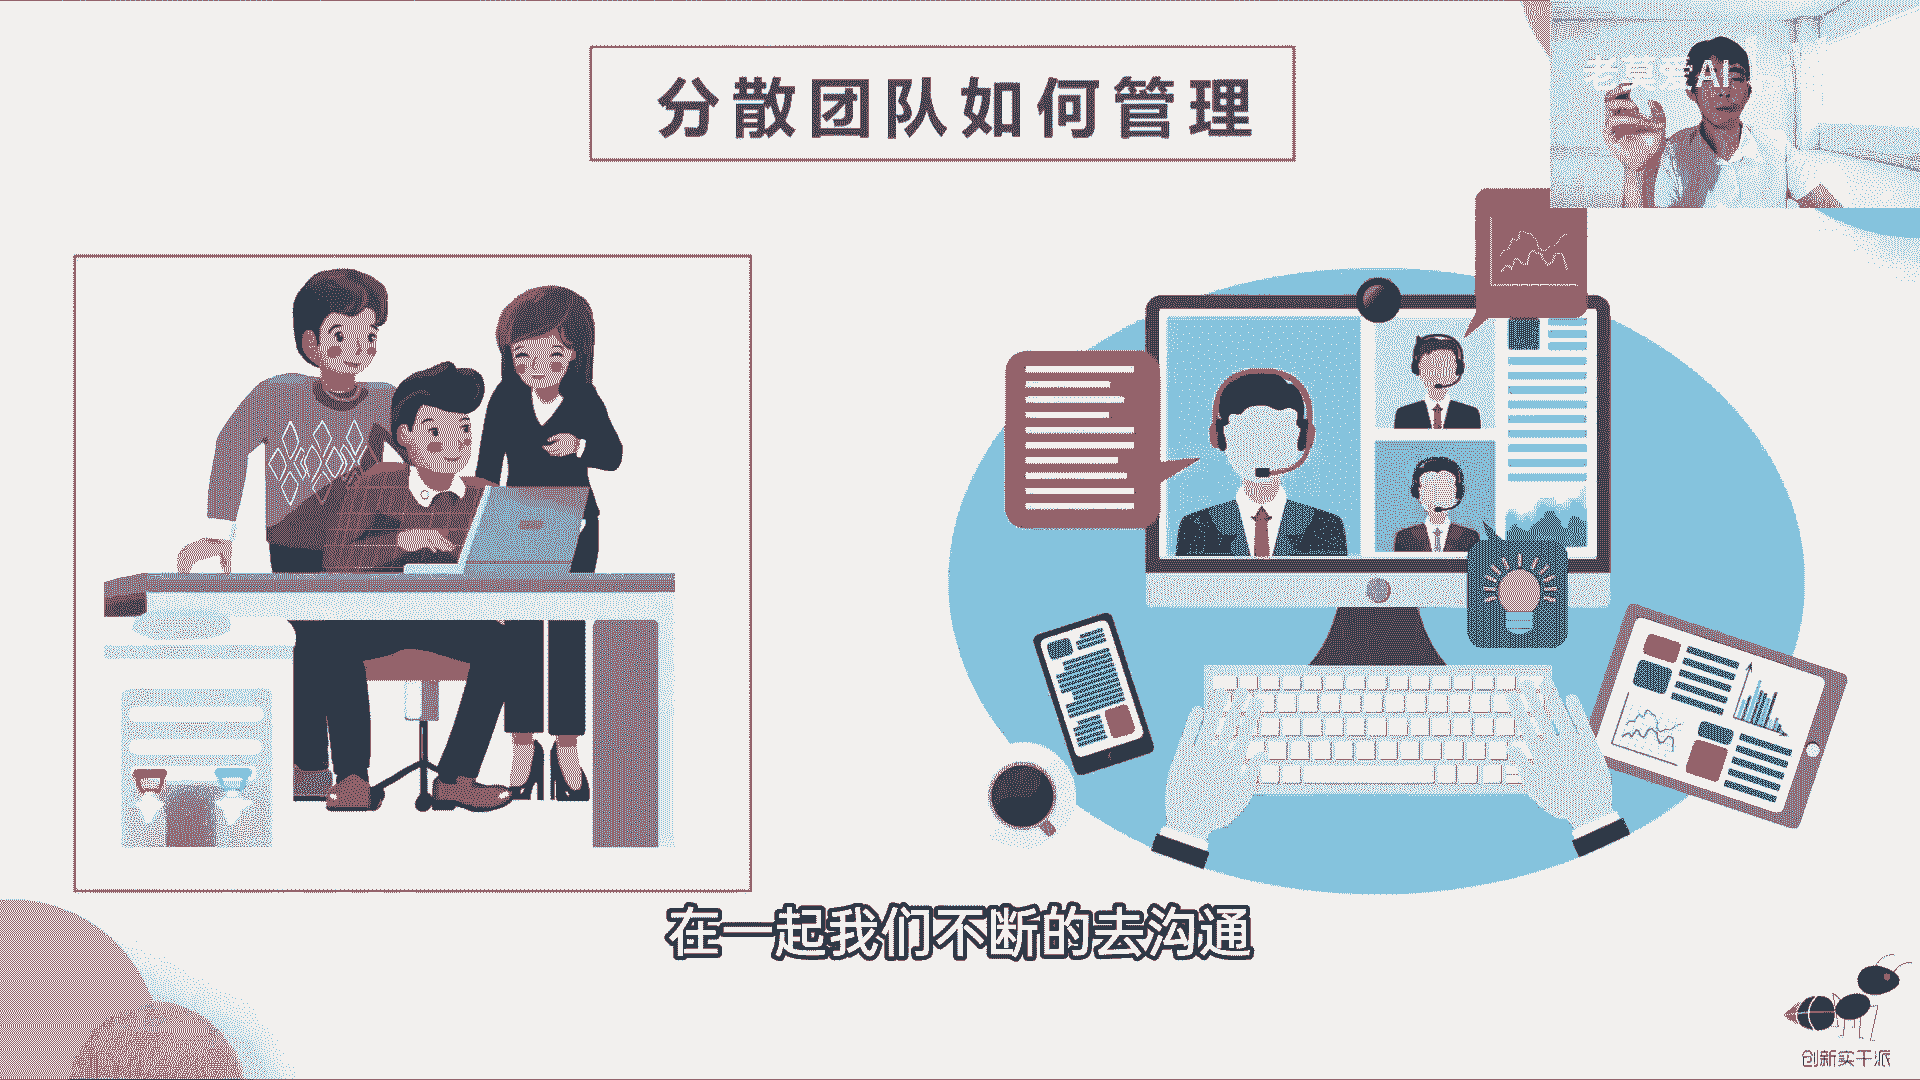 分散团队如何管理
老莫爱AI
在一起我们不断的去沟通
创新实干派